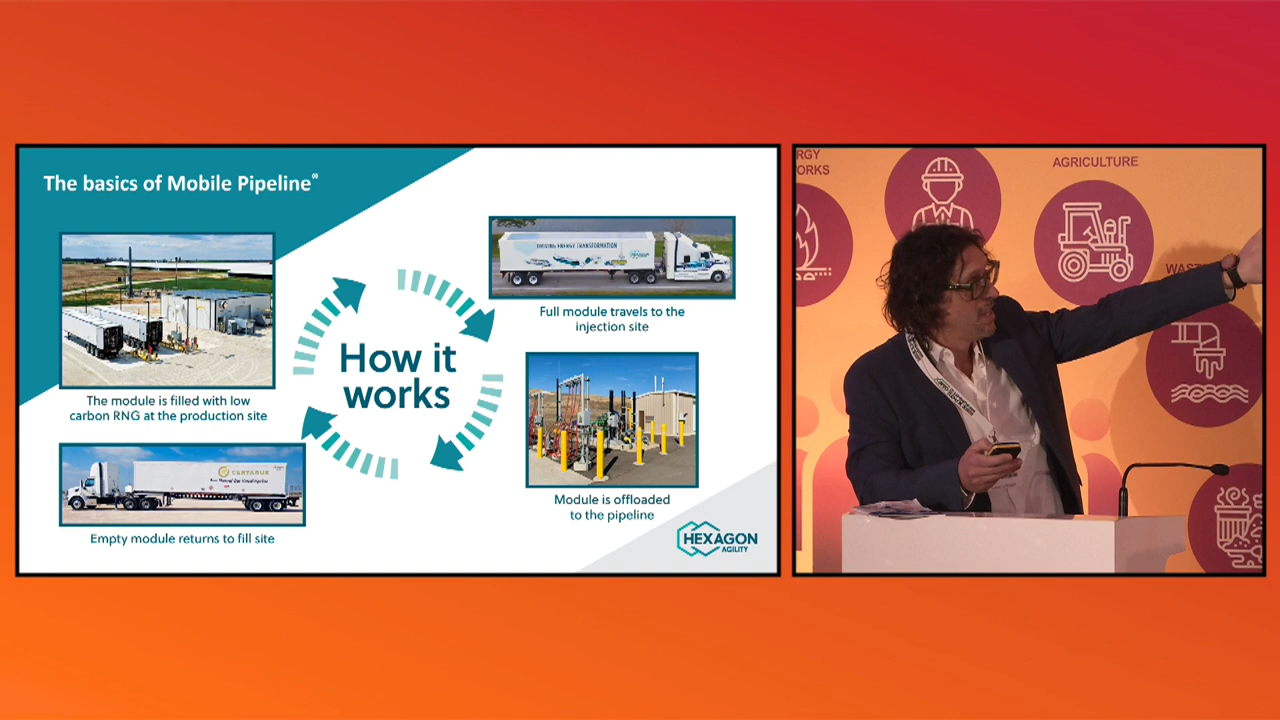 The basics of Mobile Pipeline®
The module is filled with low
carbon RNG at the production site
DRIVING ENERGY TRANSFORMATION
HEXAGON
Full module travels to the
injection site
How it
works
Module is offloaded
to the pipeline
CERTARUS
Empty module returns to fill site
HEXAGON
AGILITY
RGY
ORKS
AGRICULTURE